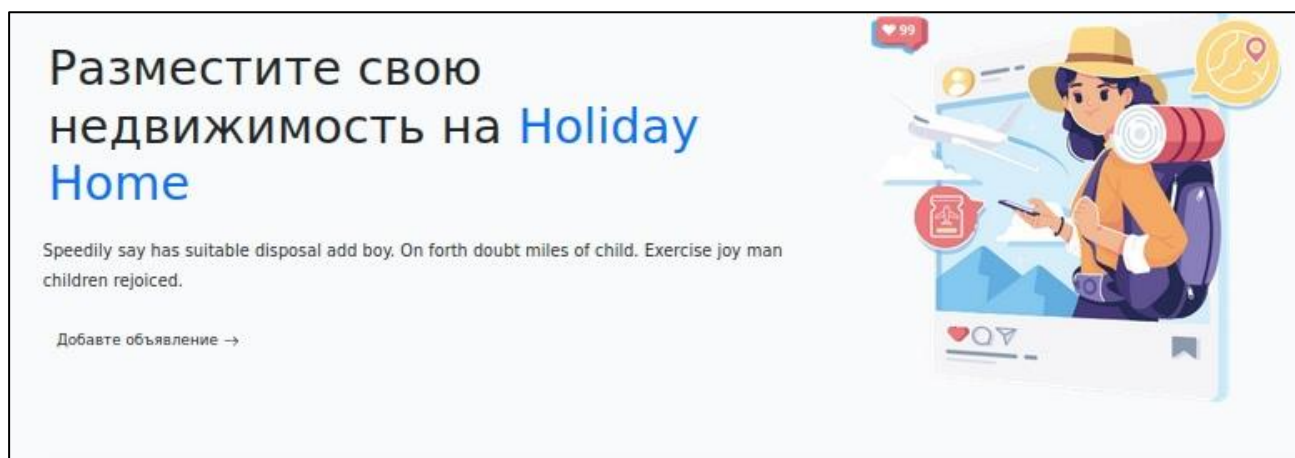 Разместите свою
недвижимость на Holiday
Home
Speedily say has suitable disposal add boy. On forth doubt miles of child. Exercise joy man
children rejoiced.
Добавте объявление →
99